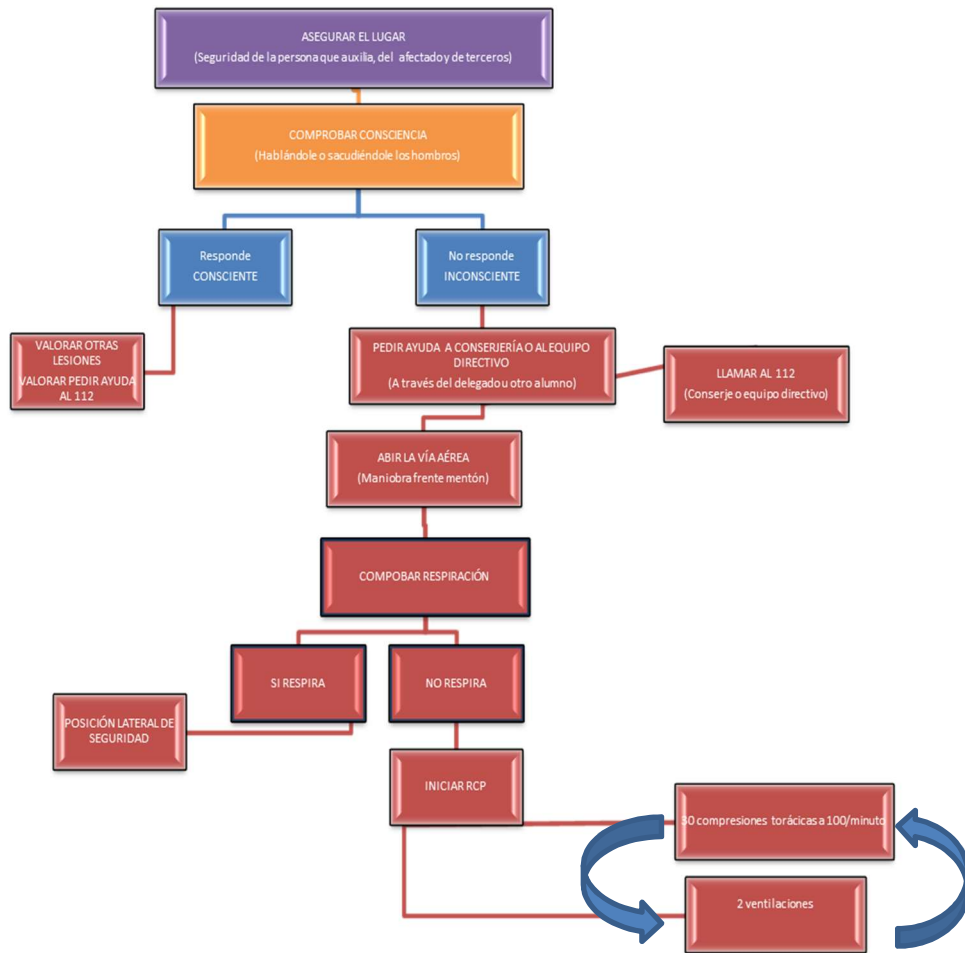 ASEGURAR EL LUGAR
(Seguridad de la persona que auxilia, del afectado y de terceros)
COMPROBAR CONSCIENCIA
(Hablándole o sacudiéndole los hombros)
Responde
CONSCIENTE
No responde
INCONSCIENTE
VALORAR OTRAS
LESIONES
VALORAR PEDIR AYUDA
AL 112
PEDIR AYUDA A CONSERJERÍA O AL EQUIPO
DIRECTIVO
(A través del delegado u otro alumno)
LLAMAR AL 112
(Conserje o equipo directivo)
ABIR LA VÍA AÉREA
(Maniobra frente mentón)
COMPOBAR RESPIRACIÓN
SI RESPIRA
NO RESPIRA
POSICIÓN LATERAL DE
SEGURIDAD
INICIAR RCP
30 compresiones torácicas a 100/minuto
2 ventilaciones